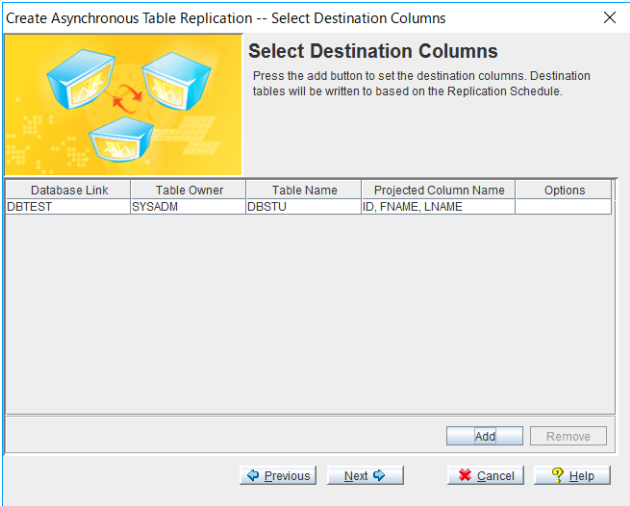 Create Asynchronous Table Replication -- Select Destination Columns
Select Destination Columns
Press the add button to set the destination columns. Destination
tables will be written to based on the Replication Schedule.
Database Link Table Owner Table Name Projected Column Name Options
DBTEST SYSADM DBSTU ID, FNAME, LNAME
Add Remove
Previous Next Cancel Help